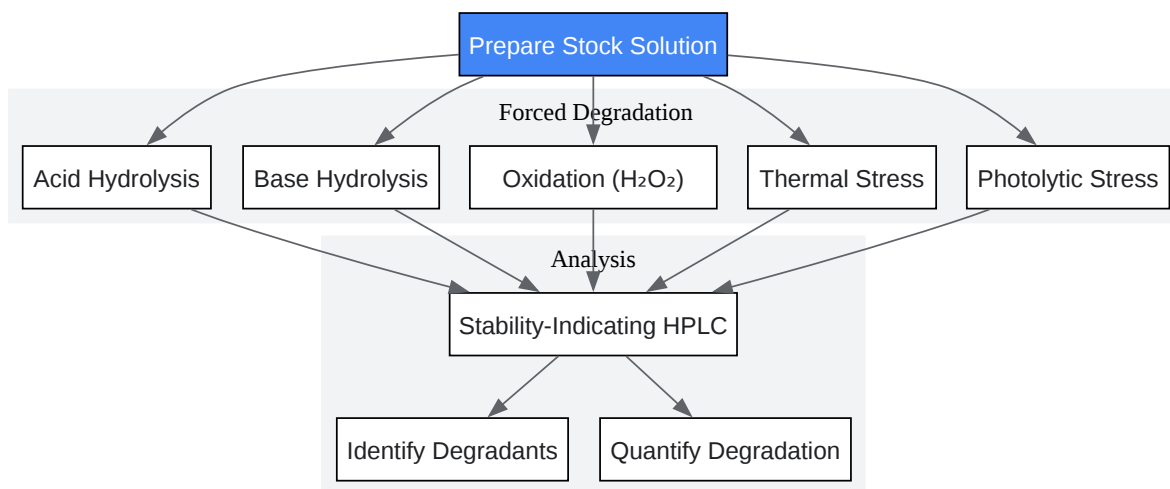 Prepare Stock Solution
Forced Degradation
Acid Hydrolysis
Base Hydrolysis
Oxidation (H₂O₂)
Thermal Stress
Photolytic Stress
Analysis
Stability-Indicating HPLC
Identify Degradants
Quantify Degradation